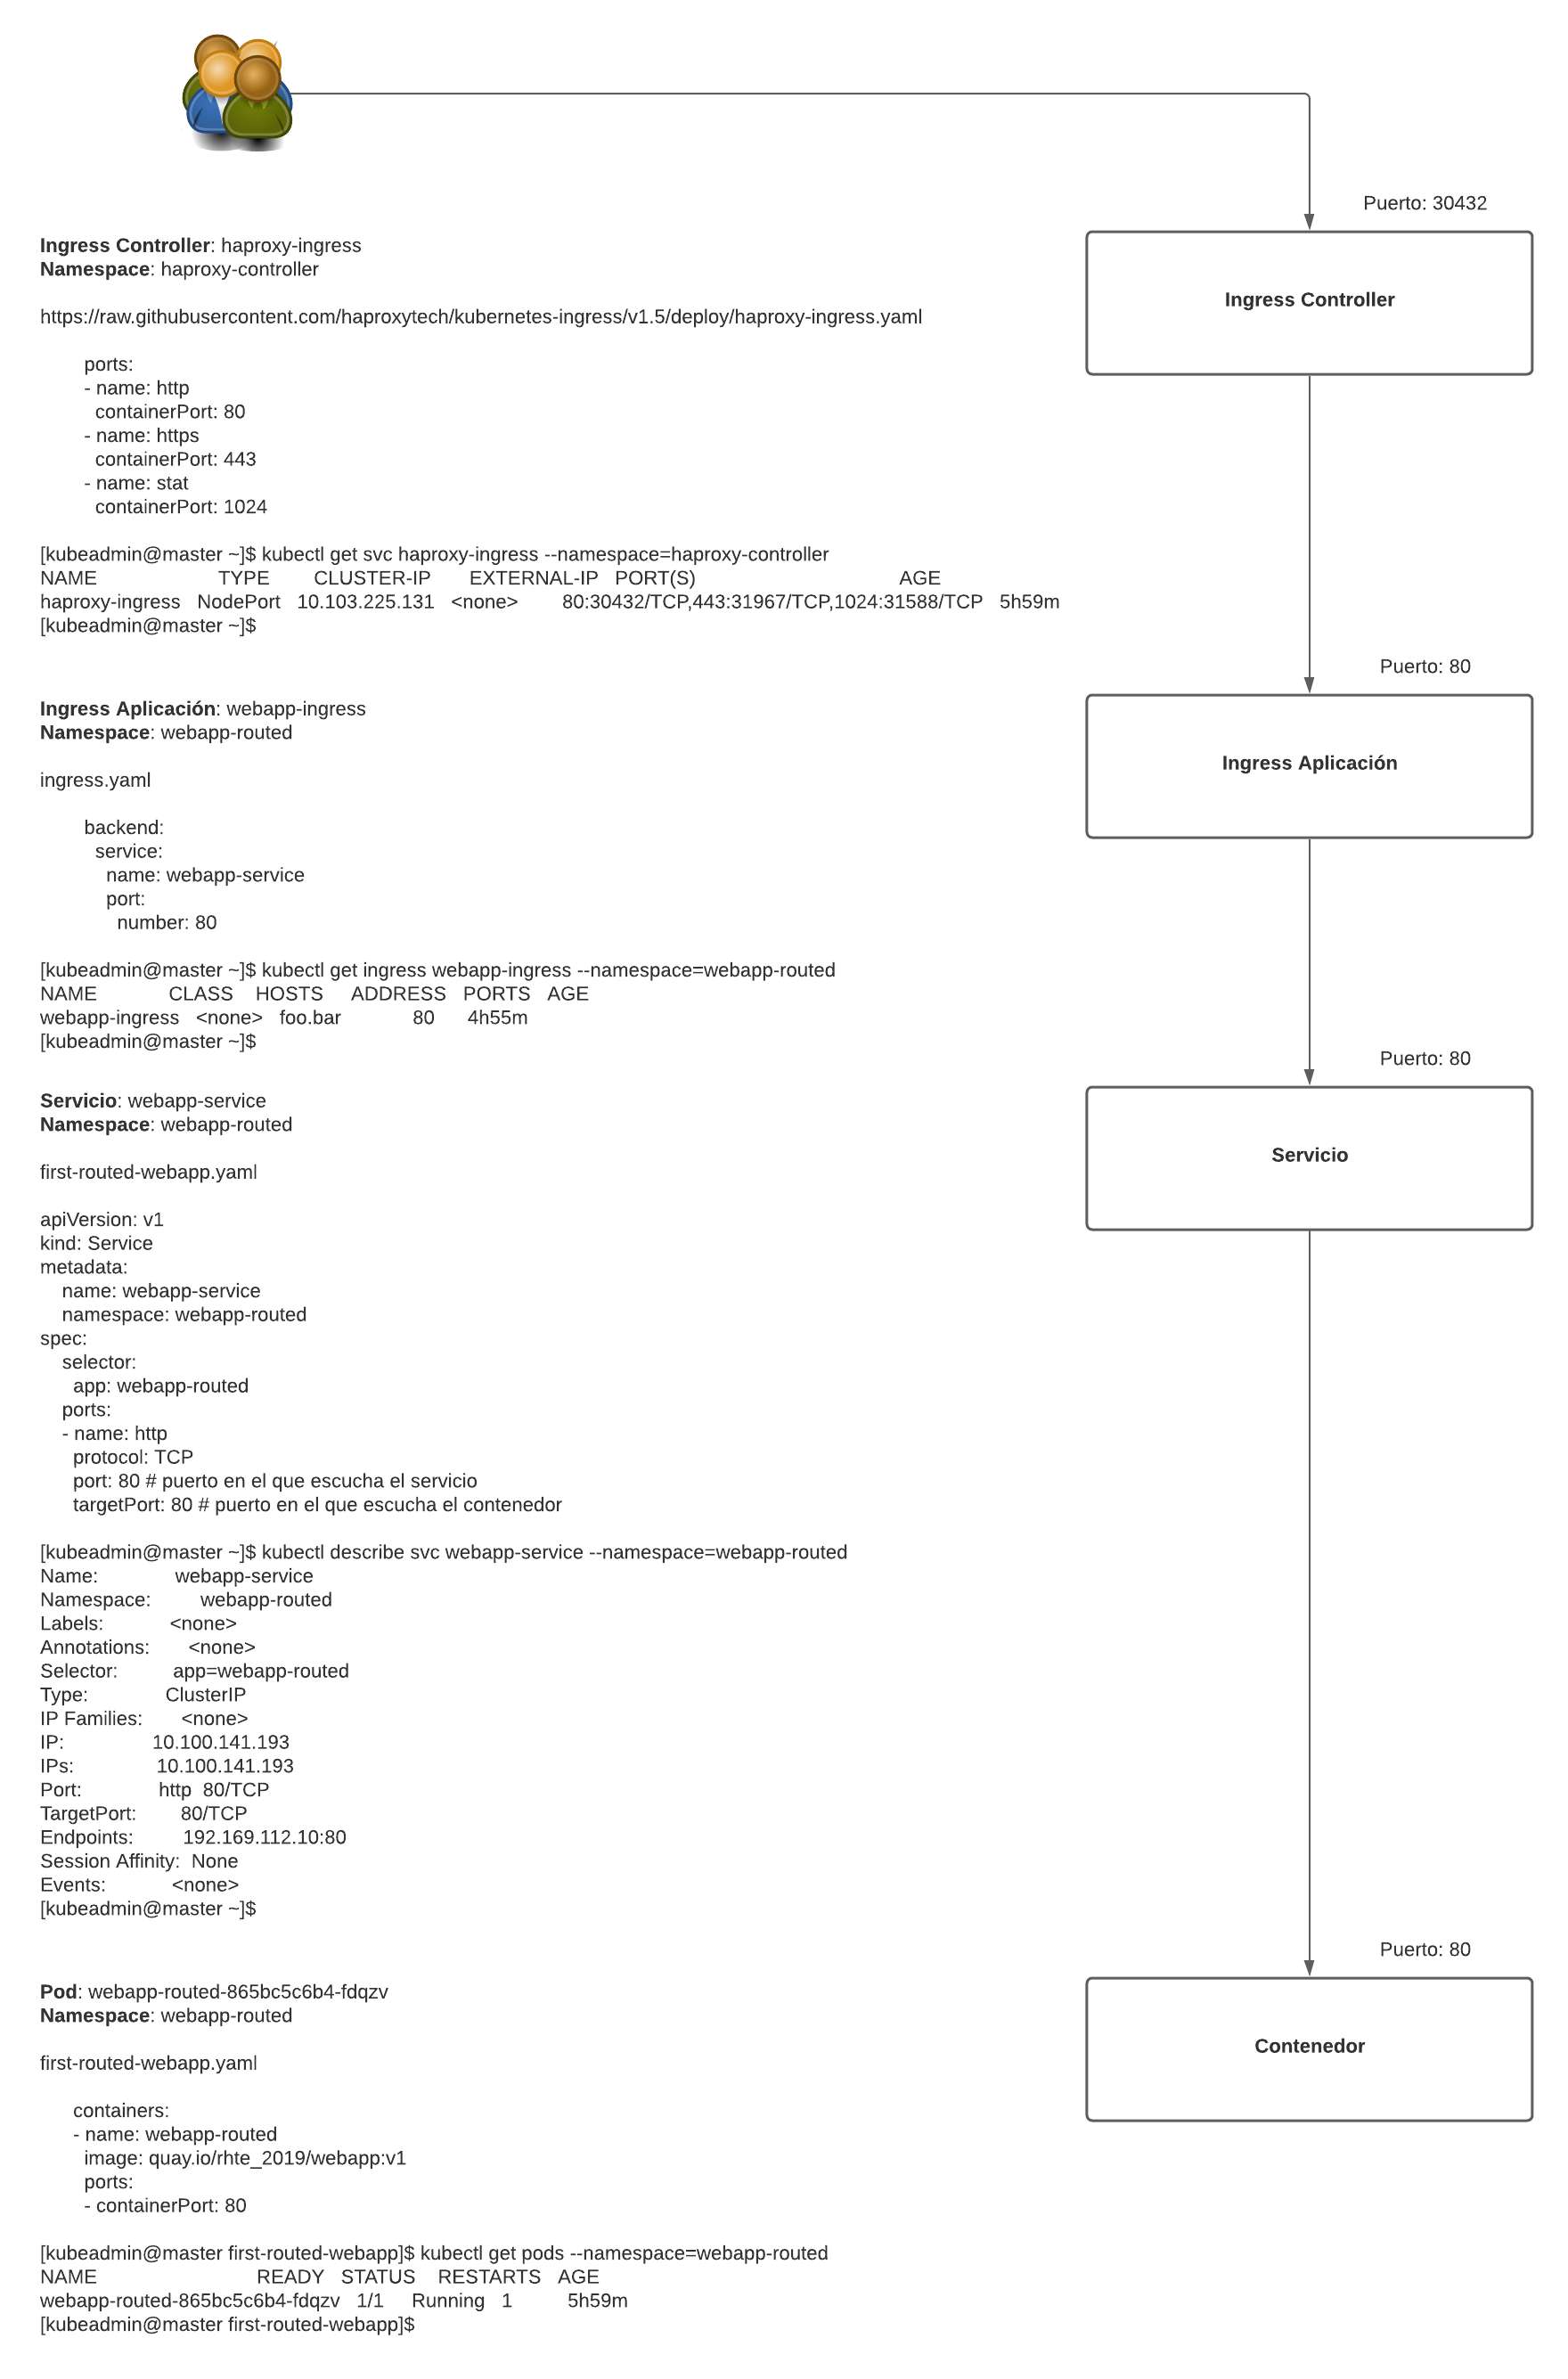 Puerto: 30432
Ingress Controller: haproxy-ingress
Namespace: haproxy-controller
Ingress Controller
https://raw.githubusercontent.com/haproxytech/kubernetes-ingress/v1.5/deploy/haproxy-ingress.yaml
ports:
- name: http
containerPort: 80
- name: https
containerPort: 443
- name: stat
containerPort: 1024
[kubeadmin@master ~]$ kubectl get svc haproxy-ingress --namespace=haproxy-controller
NAME TYPE CLUSTER-IP EXTERNAL-IP PORT(S) AGE
haproxy-ingress NodePort 10.103.225.131 <none> 80:30432/TCP,443:31967/TCP,1024:31588/TCP 5h59m
[kubeadmin@master ~]$
Puerto: 80
Ingress Aplicación: webapp-ingress
Namespace: webapp-routed
Ingress Aplicación
ingress.yaml
backend:
service:
name: webapp-service
port:
number: 80
[kubeadmin@master ~]$ kubectl get ingress webapp-ingress --namespace=webapp-routed
NAME CLASS HOSTS ADDRESS PORTS AGE
webapp-ingress <none> foo.bar 80 4h55m
[kubeadmin@master ~]$
Puerto: 80
Servicio: webapp-service
Namespace: webapp-routed
Servicio
first-routed-webapp.yaml
apiVersion: v1
kind: Service
metadata:
name: webapp-service
namespace: webapp-routed
spec:
selector:
app: webapp-routed
ports:
- name: http
protocol: TCP
port: 80 # puerto en el que escucha el servicio
targetPort: 80 # puerto en el que escucha el contenedor
[kubeadmin@master ~]$ kubectl describe svc webapp-service --namespace=webapp-routed
Name: webapp-service
Namespace: webapp-routed
Labels: <none>
Annotations: <none>
Selector: app=webapp-routed
Type: ClusterIP
IP Families: <none>
IP: 10.100.141.193
IPs: 10.100.141.193
Port: http 80/TCP
TargetPort: 80/TCP
Endpoints: 192.169.112.10:80
Session Affinity: None
Events: <none>
[kubeadmin@master ~]$
Puerto: 80
Pod: webapp-routed-865bc5c6b4-fdqzv
Namespace: webapp-routed
Contenedor
first-routed-webapp.yaml
containers:
- name: webapp-routed
image: quay.io/rhte_2019/webapp:v1
ports:
- containerPort: 80
[kubeadmin@master first-routed-webapp]$ kubectl get pods --namespace=webapp-routed
NAME READY STATUS RESTARTS AGE
webapp-routed-865bc5c6b4-fdqzv 1/1 Running 1 5h59m
[kubeadmin@master first-routed-webapp]$